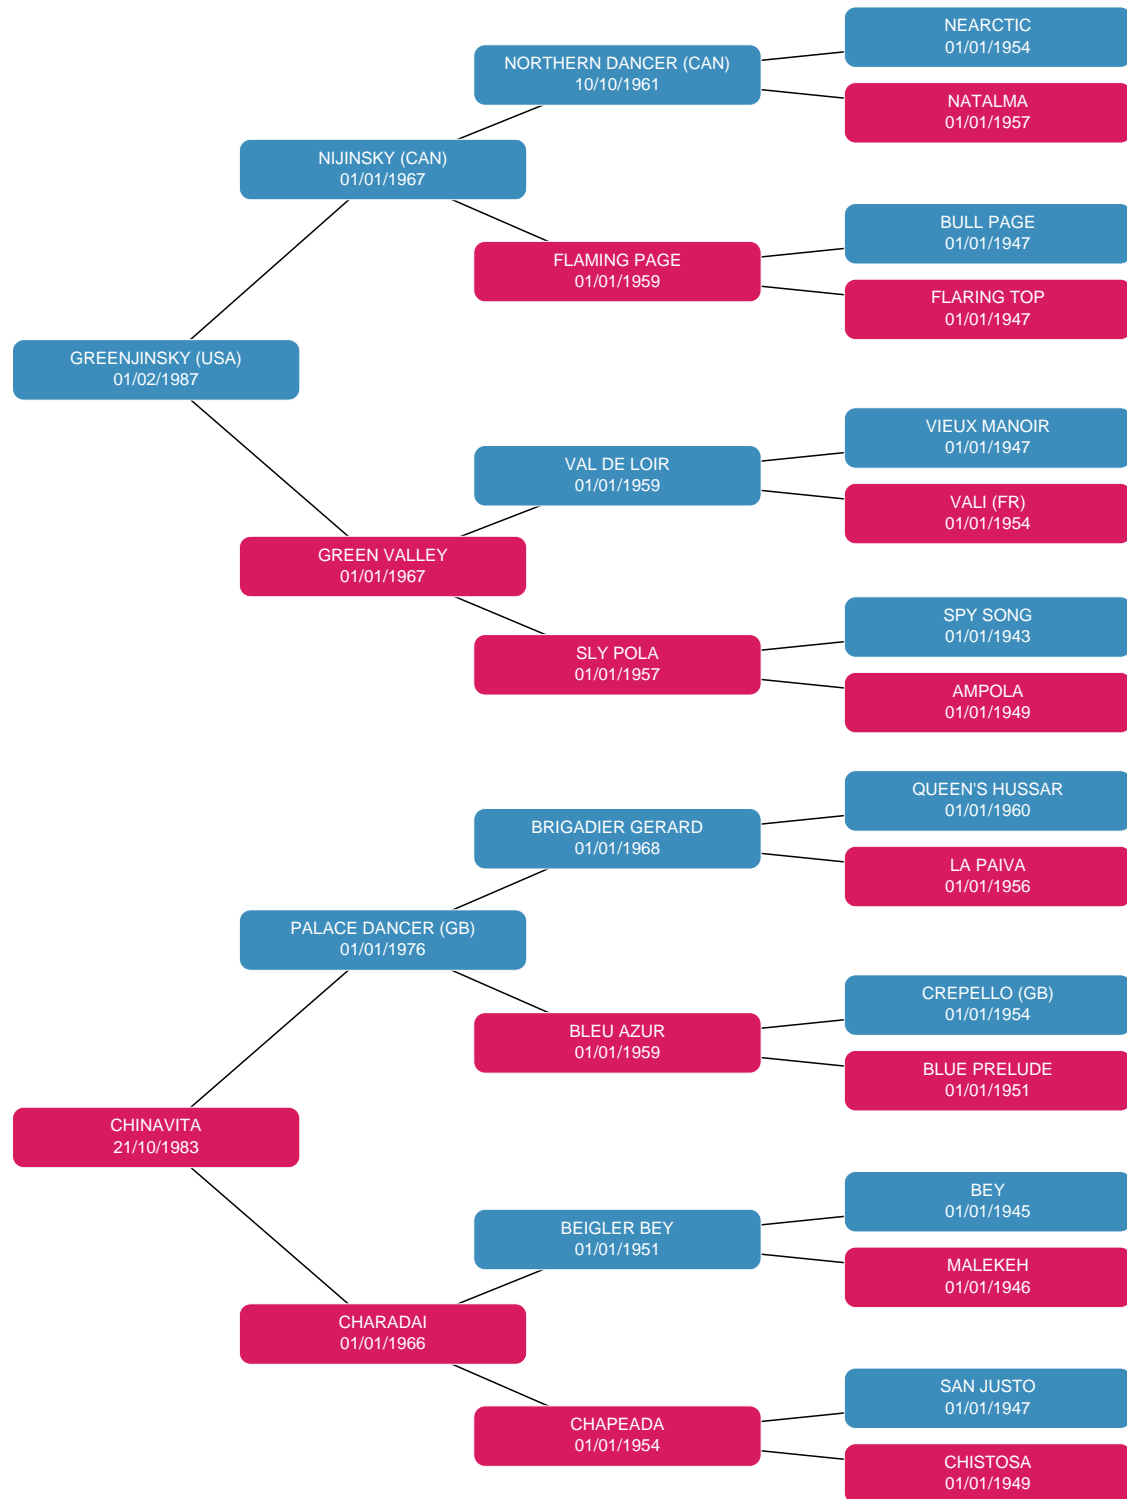 NEARCTIC
01/01/1954
NORTHERN DANCER (CAN)
10/10/1961
NATALMA
01/01/1957
NIJINSKY (CAN)
01/01/1967
BULL PAGE
01/01/1947
FLAMING PAGE
01/01/1959
FLARING TOP
01/01/1947
GREENJINSKY (USA)
01/02/1987
VIEUX MANOIR
01/01/1947
VAL DE LOIR
01/01/1959
VALI (FR)
01/01/1954
GREEN VALLEY
01/01/1967
SPY SONG
01/01/1943
SLY POLA
01/01/1957
AMPOLA
01/01/1949
QUEEN'S HUSSAR
01/01/1960
BRIGADIER GERARD
01/01/1968
LA PAIVA
01/01/1956
PALACE DANCER (GB)
01/01/1976
CREPELLO (GB)
01/01/1954
BLEU AZUR
01/01/1959
BLUE PRELUDE
01/01/1951
CHINAVITA
21/10/1983
BEY
01/01/1945
BEIGLER BEY
01/01/1951
MALEKEH
01/01/1946
CHARADAI
01/01/1966
SAN JUSTO
01/01/1947
CHAPEADA
01/01/1954
CHISTOSA
01/01/1949